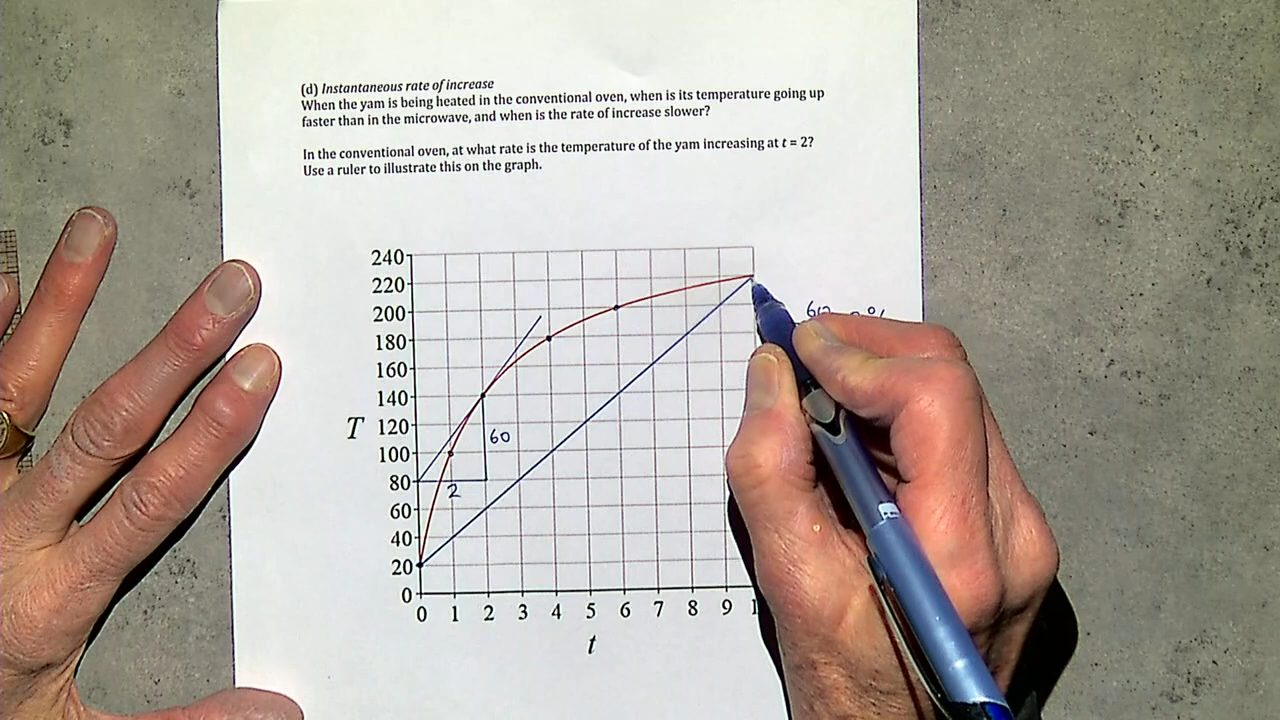 (d) Instantaneous rate of increase
When the yam is being heated in the conventional oven, when is its temperature going up
faster than in the microwave, and when is the rate of increase slower?
In the conventional oven, at what rate is the temperature of the yam increasing at t = 2?
Use a ruler to illustrate this on the graph.
240
220
200
180
160
140
T 120
100
80
60
40
20
0
60
2
0 1 2 3 4 5 6 7 8 9
t